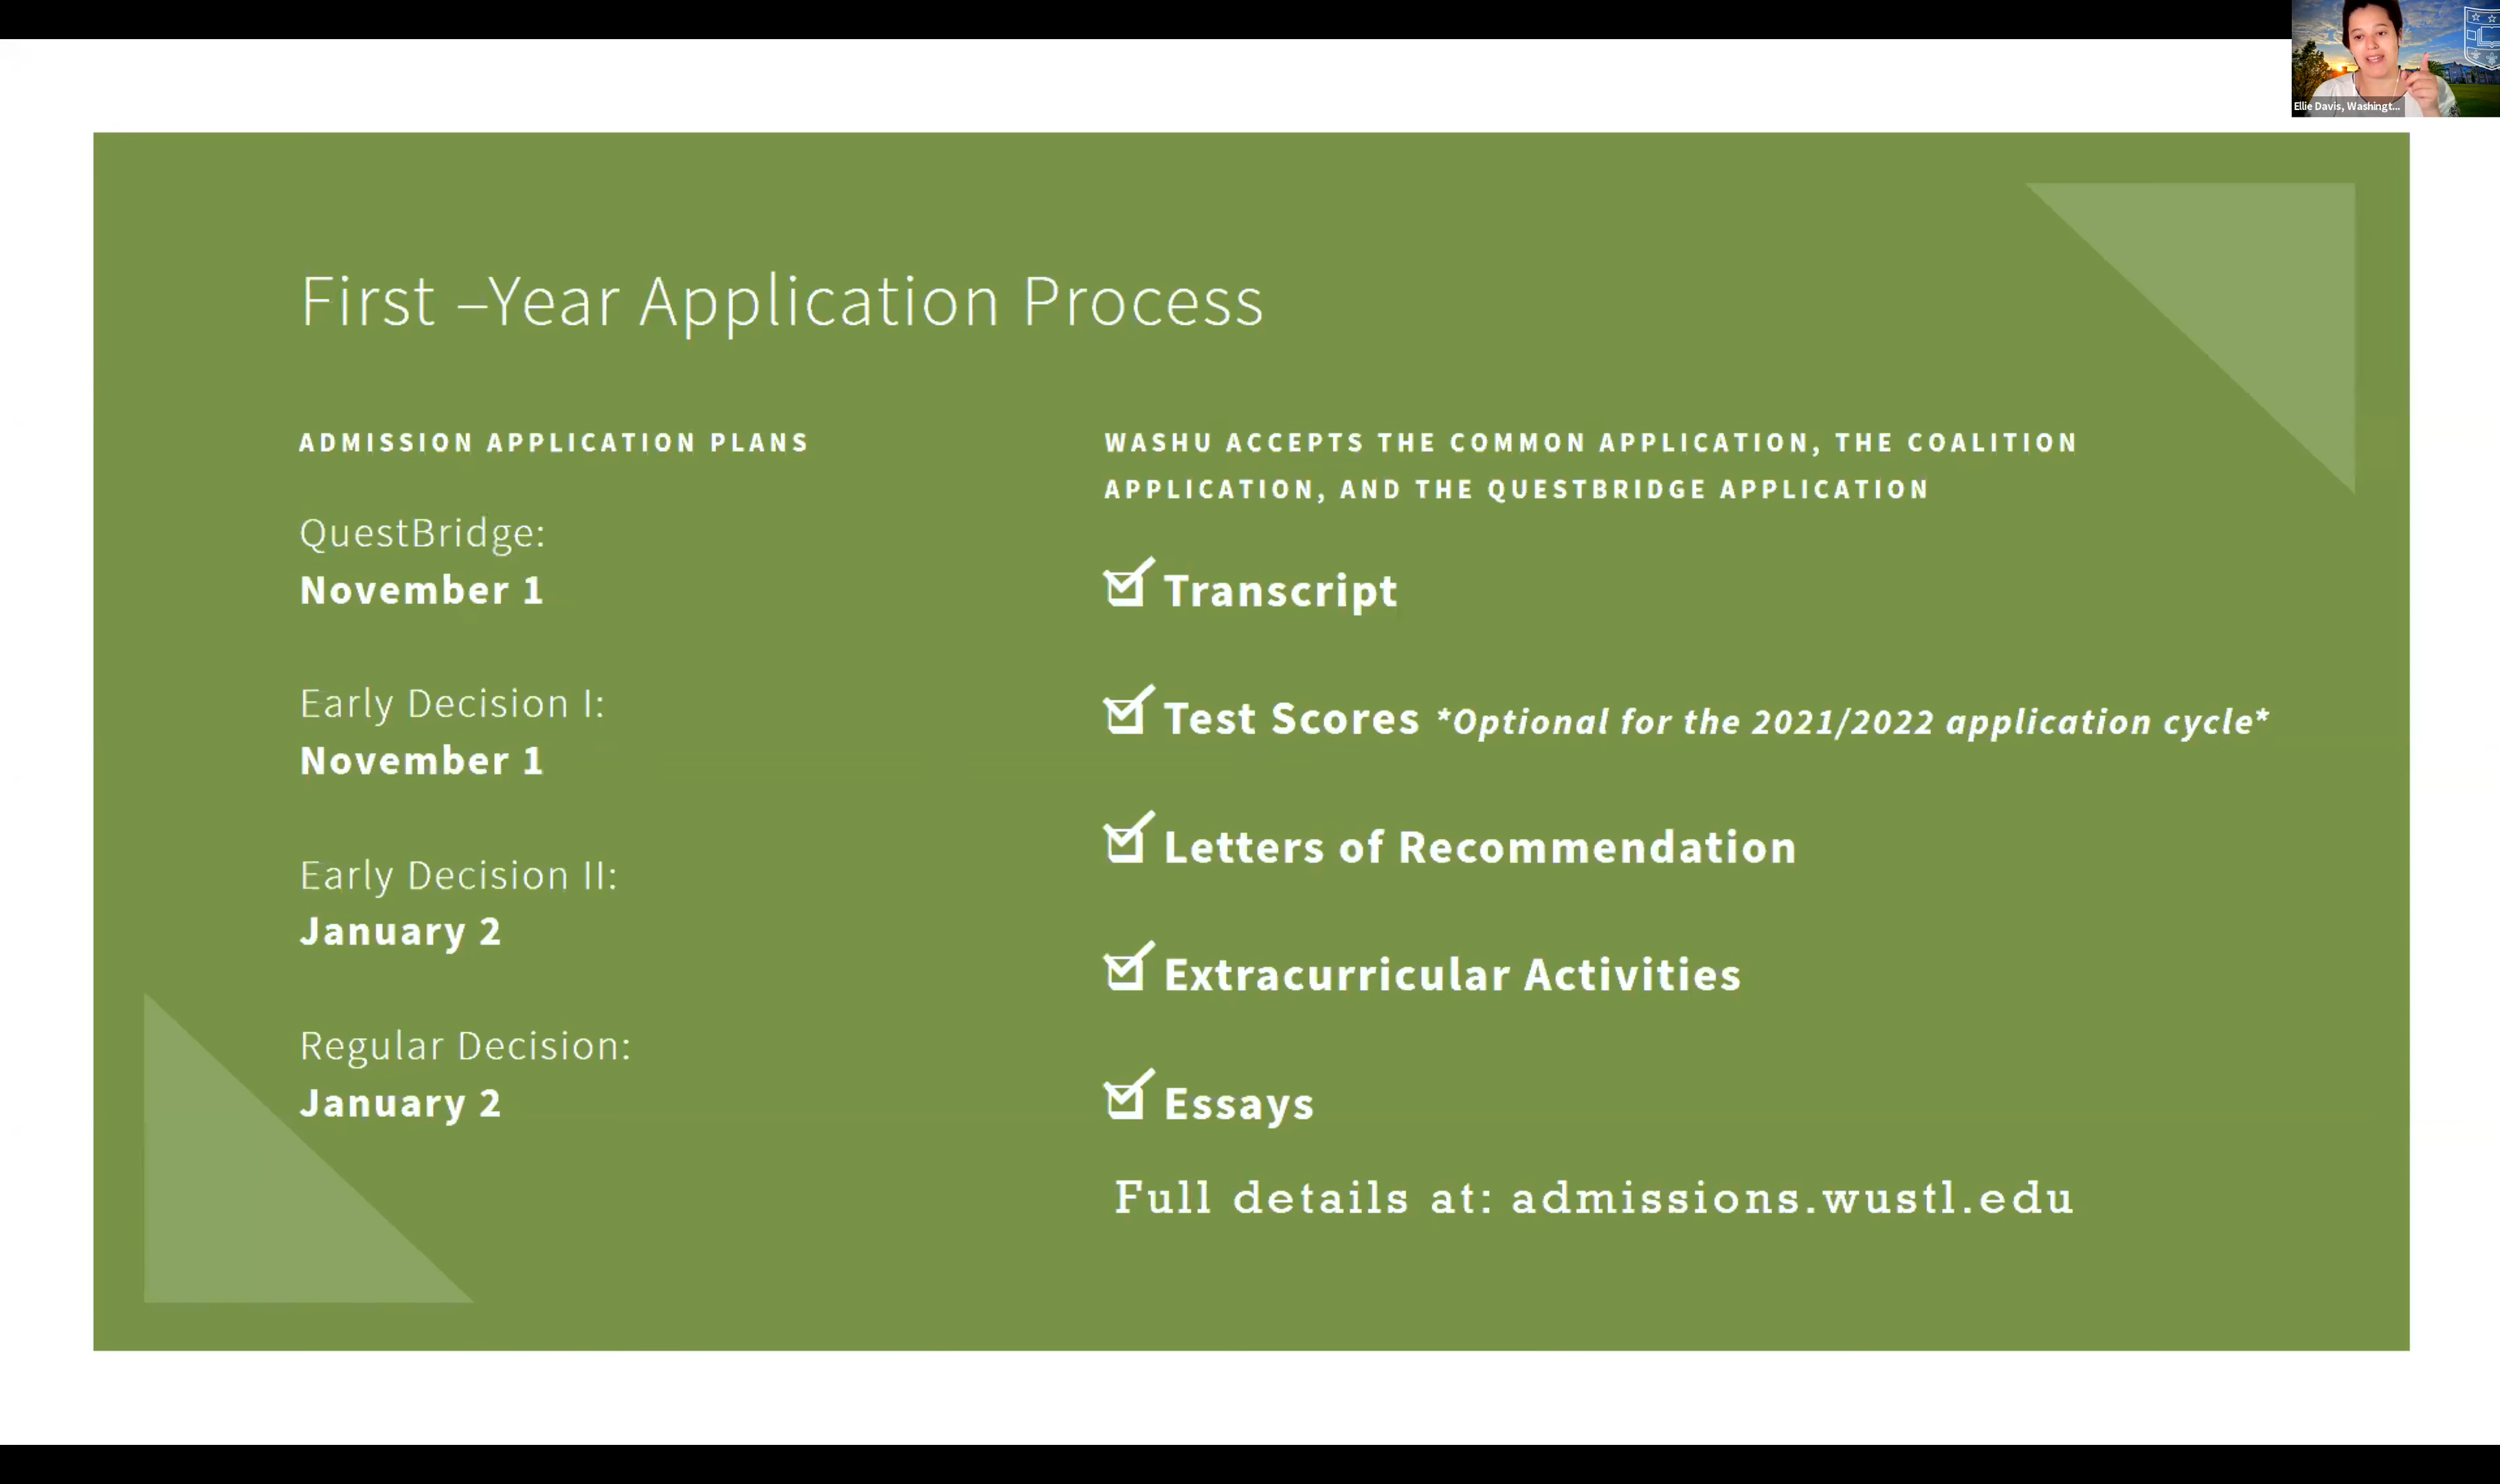 Ellie Davis, Washingt...
First –Year Application Process
ADMISSION APPLICATION PLANS
QuestBridge:
November 1
Early Decision I:
November 1
Early Decision II:
January 2
Regular Decision:
January 2
WASHU ACCEPTS THE COMMON APPLICATION, THE COALITION
APPLICATION, AND THE QUESTBRIDGE APPLICATION
Transcript
Test Scores *Optional for the 2021/2022 application cycle*
Letters of Recommendation
Extracurricular Activities
Essays
Full details at: admissions.wustl.edu